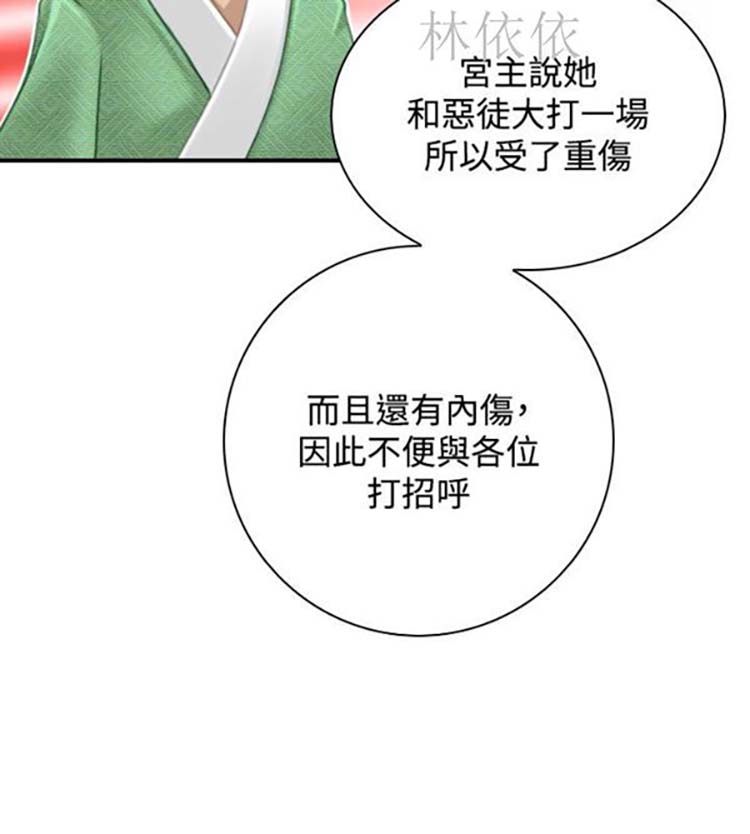 林依依
宮主說她
和惡徒大打一場
所以受了重傷
而且還有內傷，
因此不便與各位
打招呼